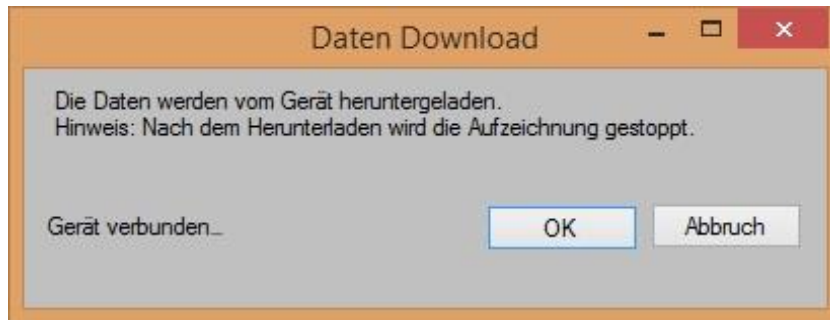 Daten Download
Die Daten werden vom Gerät heruntergeladen.
Hinweis: Nach dem Herunterladen wird die Aufzeichnung gestoppt.
Gerät verbunden...
OK
Abbruch